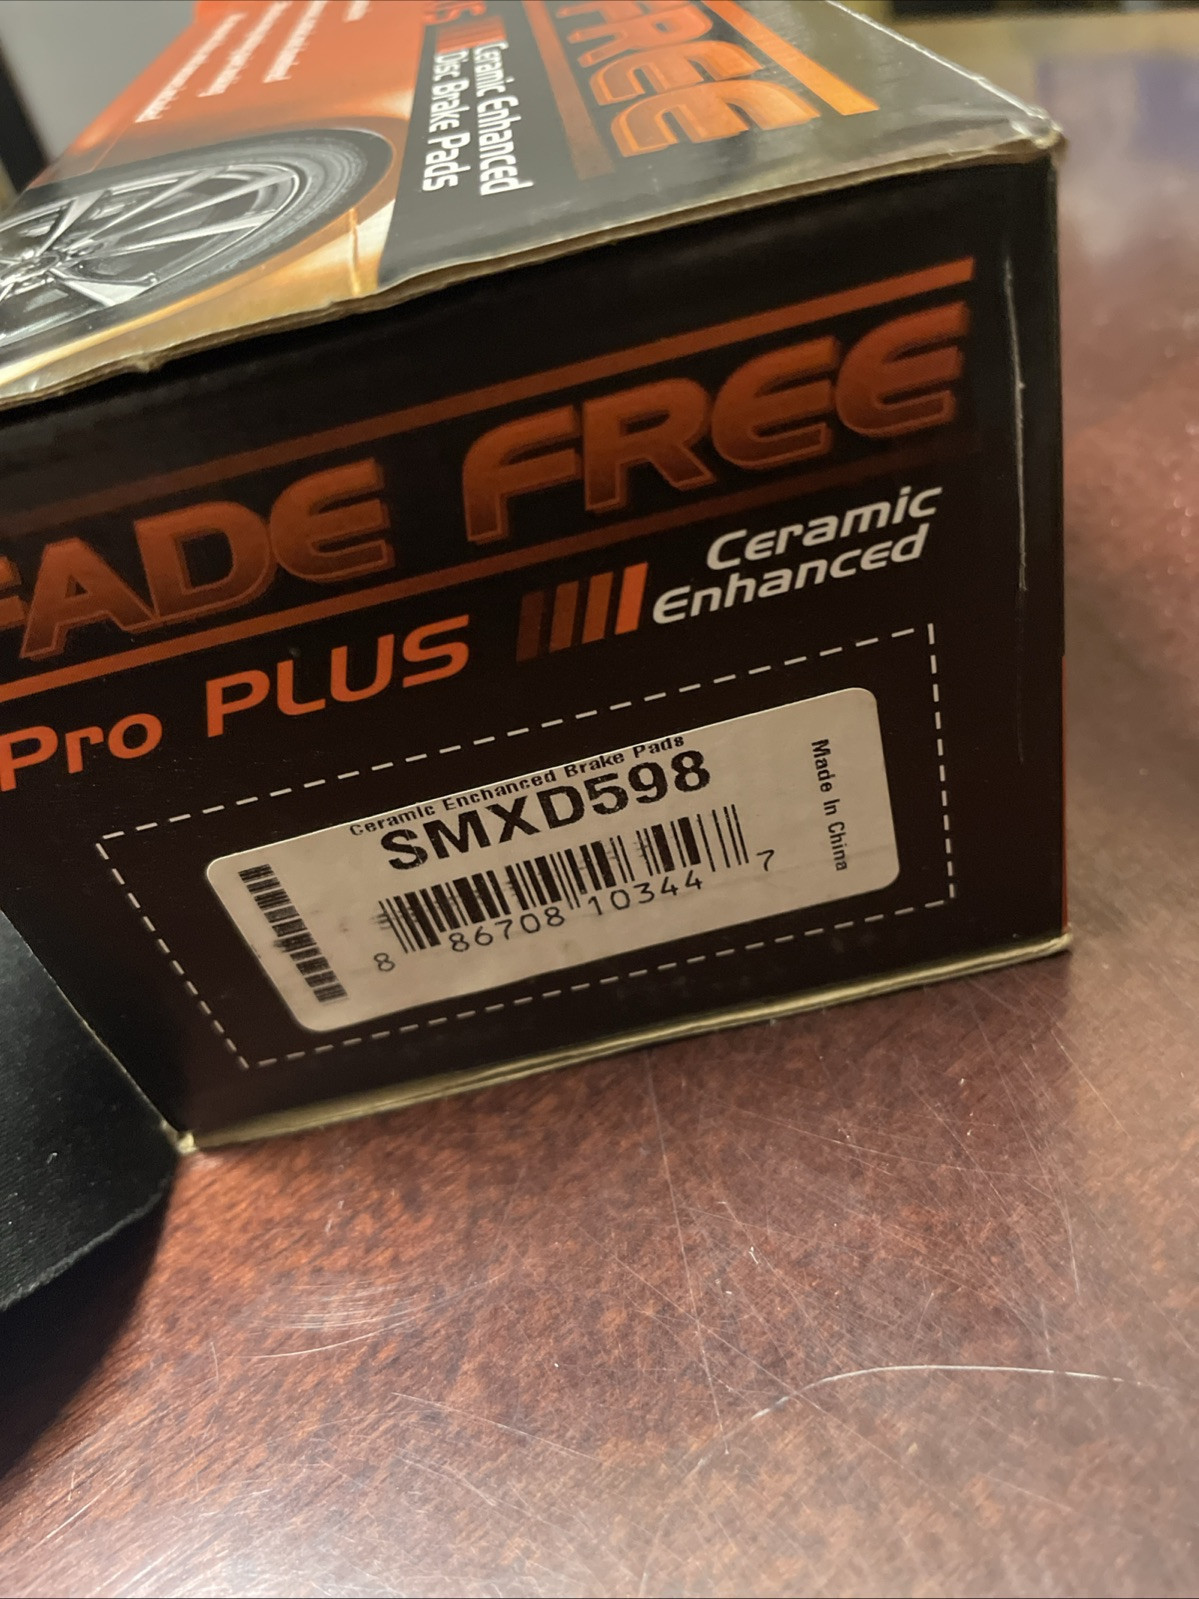 FREE
US
Ceramic Enhanced
Disc Brake Pads
FADE FREE
Pro PLUS
Ceramic
Enhanced
Ceramic Enchanced Brake Pads
SMXD598
8 86708 10344 7
Made In China